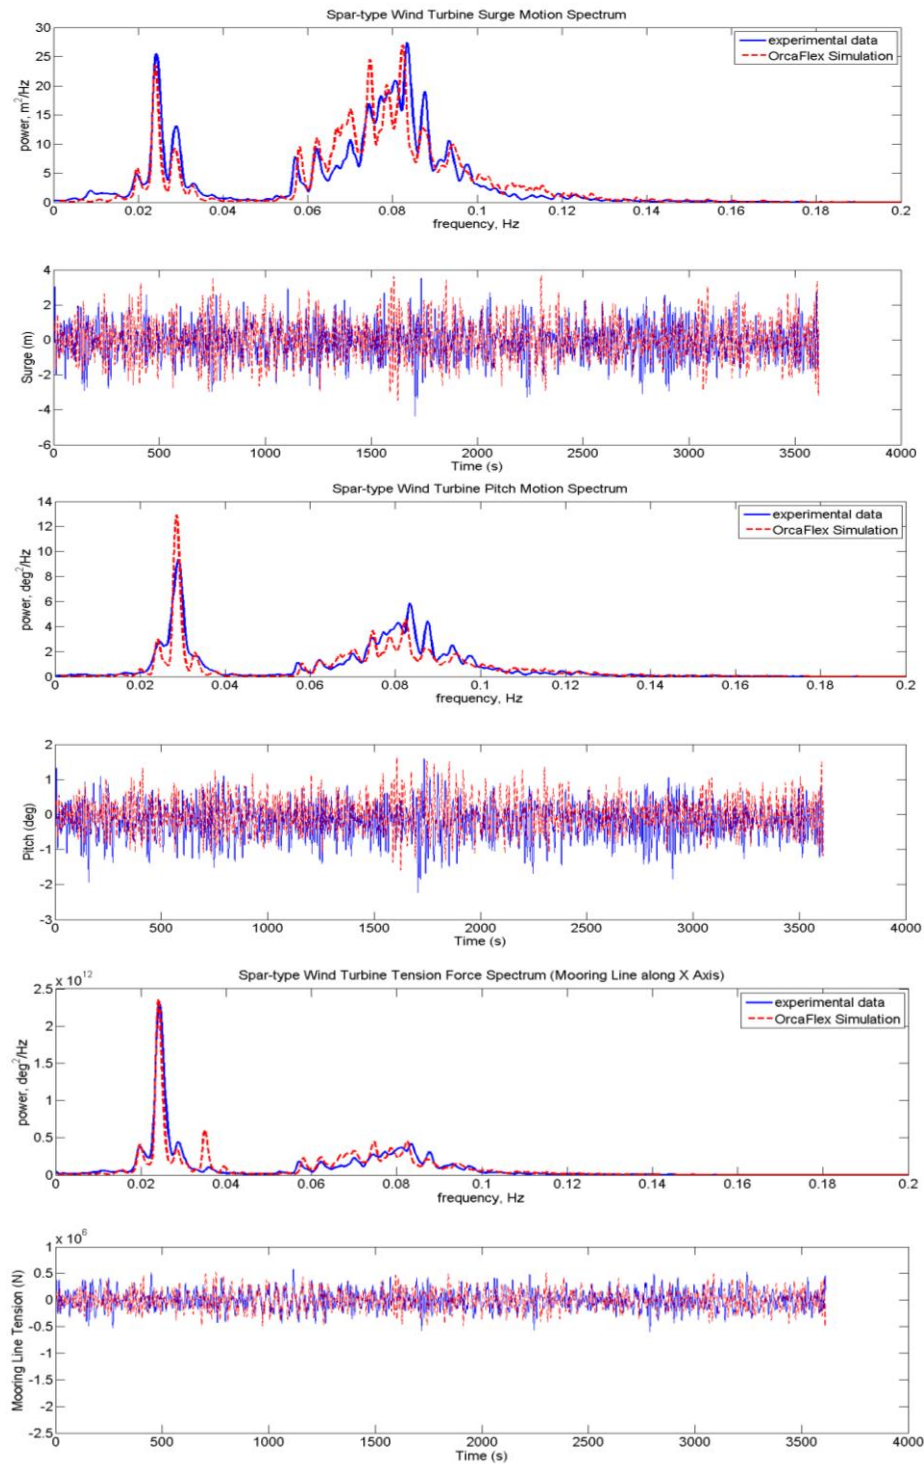 Spar-type Wind Turbine Surge Motion Spectrum
30
25
20
15
10
5
0
power, m²/Hz
experimental data
OrcaFlex Simulation
0 0.02 0.04 0.06 0.08 0.1 0.12 0.14 0.16 0.18 0.2
frequency, Hz
4
2
0
-2
-4
-6
Surge (m)
0 500 1000 1500 2000 2500 3000 3500 4000
Time (s)
Spar-type Wind Turbine Pitch Motion Spectrum
14
12
10
8
6
4
2
0
power, deg²/Hz
experimental data
OrcaFlex Simulation
0 0.02 0.04 0.06 0.08 0.1 0.12 0.14 0.16 0.18 0.2
frequency, Hz
2
1
0
-1
-2
-3
Pitch (deg)
0 500 1000 1500 2000 2500 3000 3500 4000
Time (s)
x 10¹²
Spar-type Wind Turbine Tension Force Spectrum (Mooring Line along X Axis)
2.5
2
1.5
1
0.5
0
power, deg²/Hz
experimental data
OrcaFlex Simulation
0 0.02 0.04 0.06 0.08 0.1 0.12 0.14 0.16 0.18 0.2
frequency, Hz
x 10⁶
1
0.5
0
-0.5
-1
-1.5
-2
-2.5
Mooring Line Tension (N)
0 500 1000 1500 2000 2500 3000 3500 4000
Time (s)